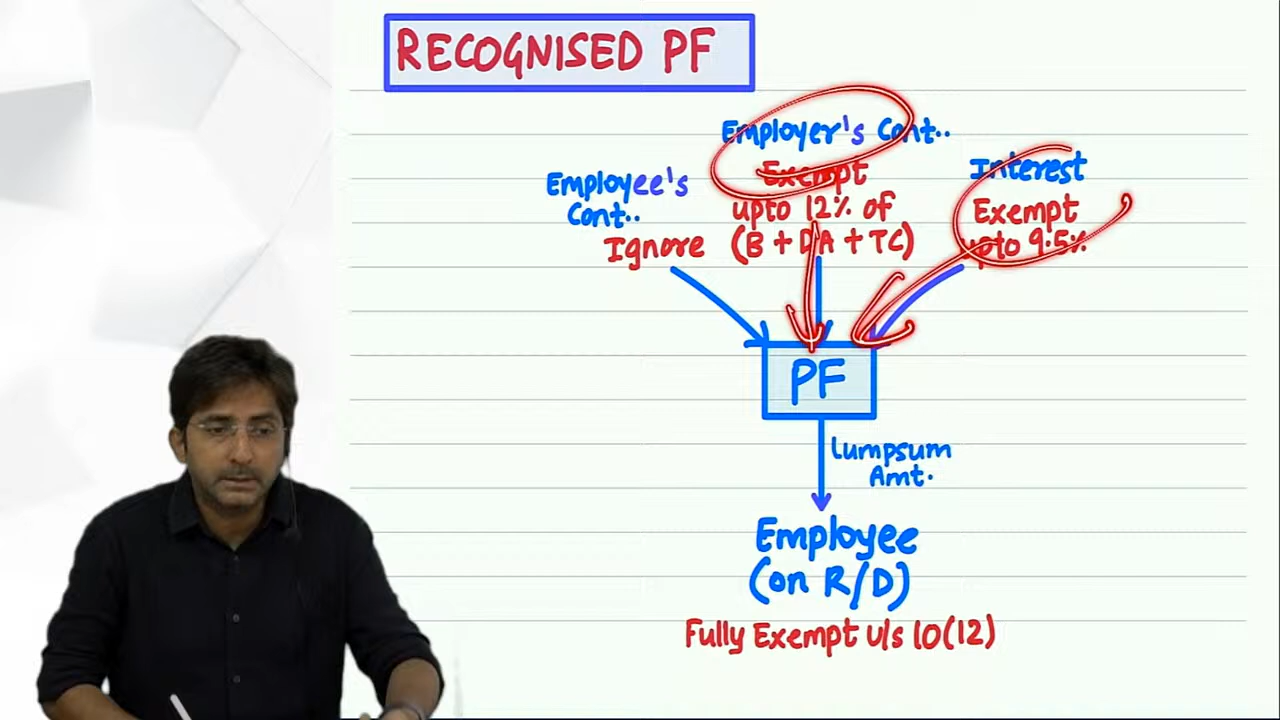 RECOGNISED PF
Employee's
Cont..
Ignore
Employer's Cont..
Exempt
upto 12% of
(B + DA + TC)
Interest
Exempt
upto 9.5%
PF
Lumpsum
Amt.
Employee
(on R/D)
Fully Exempt u/s 10(12)